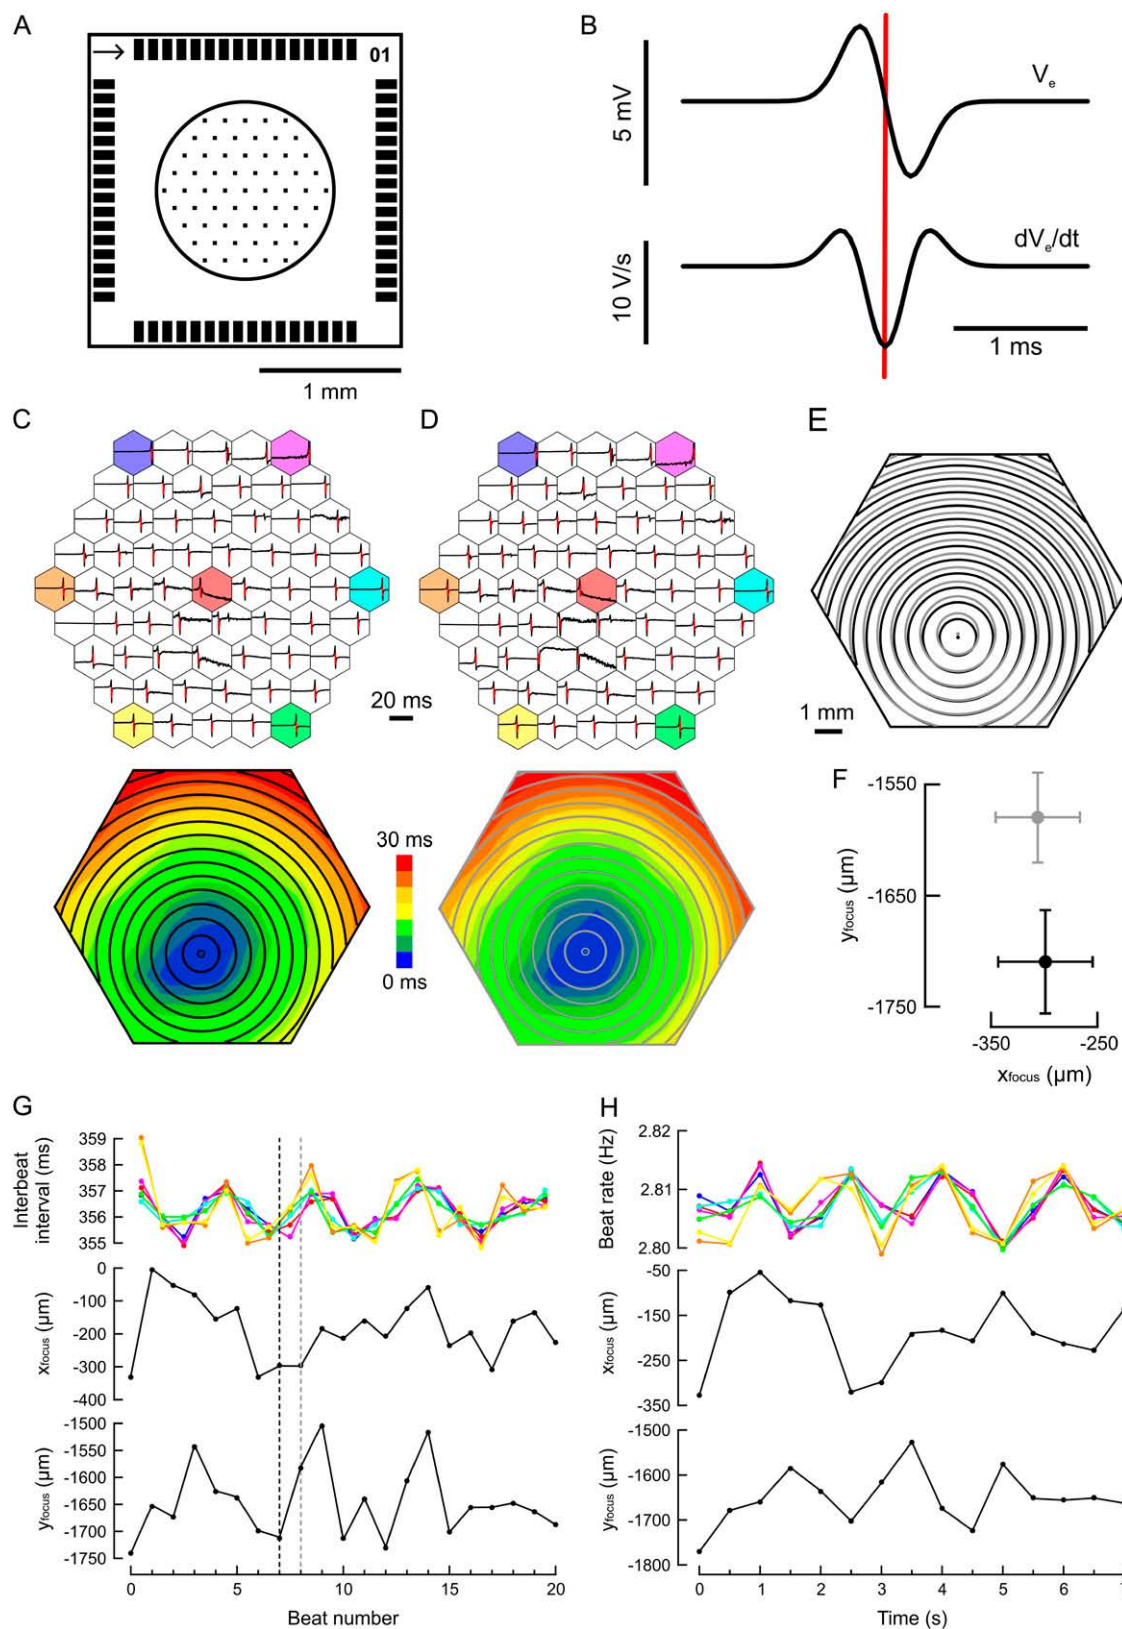 A
01
1 mm
B
5 mV
Ve
10 V/s
dVe/dt
1 ms
C
20 ms
30 ms
0 ms
D
E
1 mm
F
-1550
-1650
-1750
yfocus (µm)
-350
-250
xfocus (µm)
G
Interbeat
interval (ms)
359
358
357
356
355
xfocus (µm)
0
-100
-200
-300
-400
yfocus (µm)
-1500
-1550
-1600
-1650
-1700
-1750
0
5
10
15
20
Beat number
H
Beat rate (Hz)
2.82
2.81
2.80
xfocus (µm)
-50
-150
-250
-350
yfocus (µm)
-1500
-1600
-1700
-1800
0
1
2
3
4
5
6
7
Time (s)